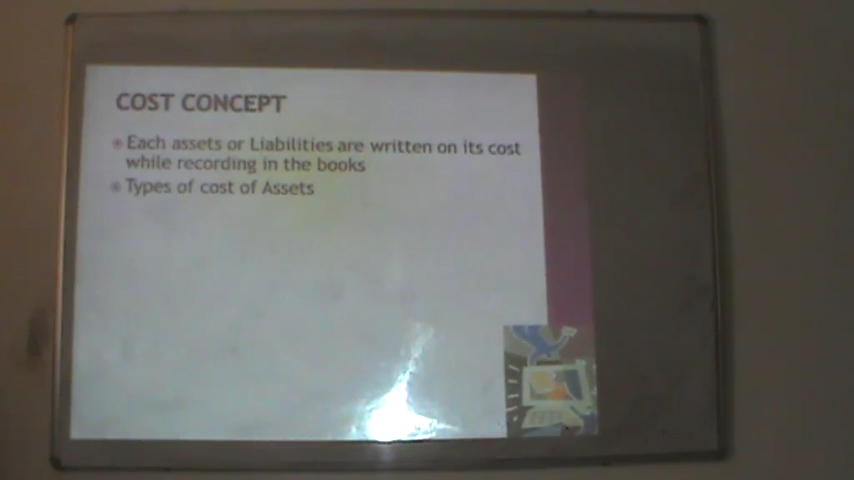 COST CONCEPT
Each assets or Liabilities are written on its cost
while recording in the books
Types of cost of Assets